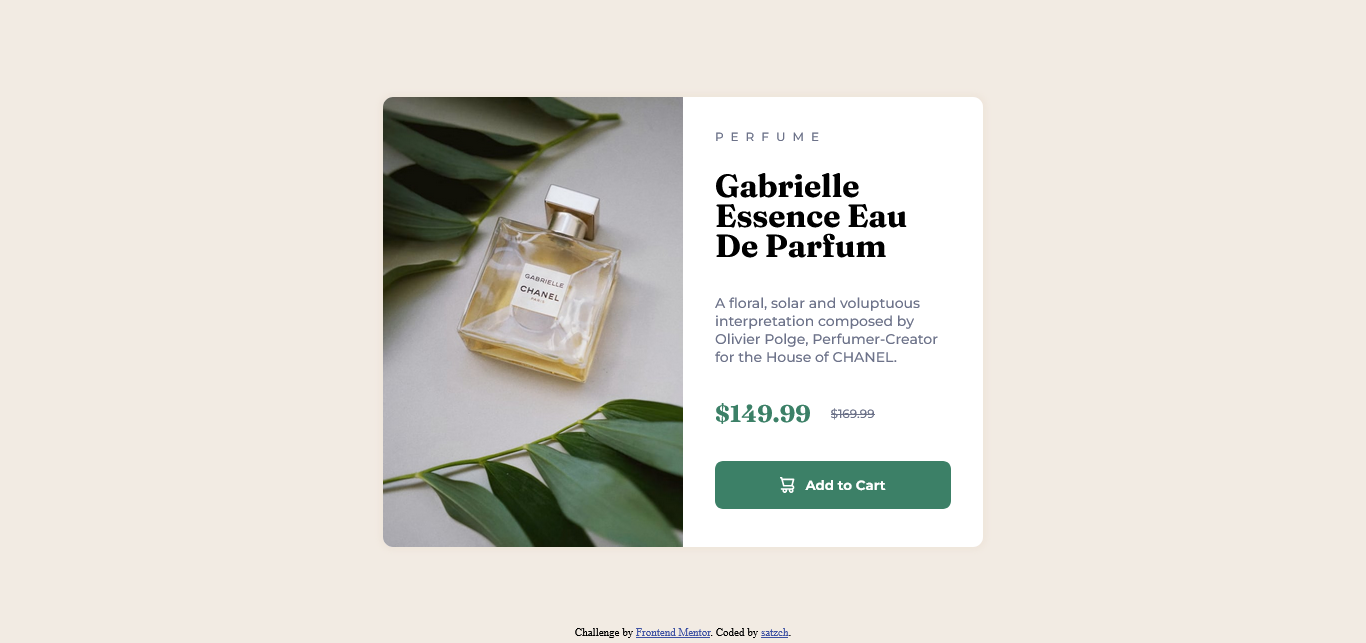 PERFUME
Gabrielle
Essence Eau
De Parfum
A floral, solar and voluptuous
interpretation composed by
Olivier Polge, Perfumer-Creator
for the House of CHANEL.
$149.99 $169.99
Add to Cart
GABRIELLE
CHANEL
PARIS
Challenge by Frontend Mentor. Coded by satzch.